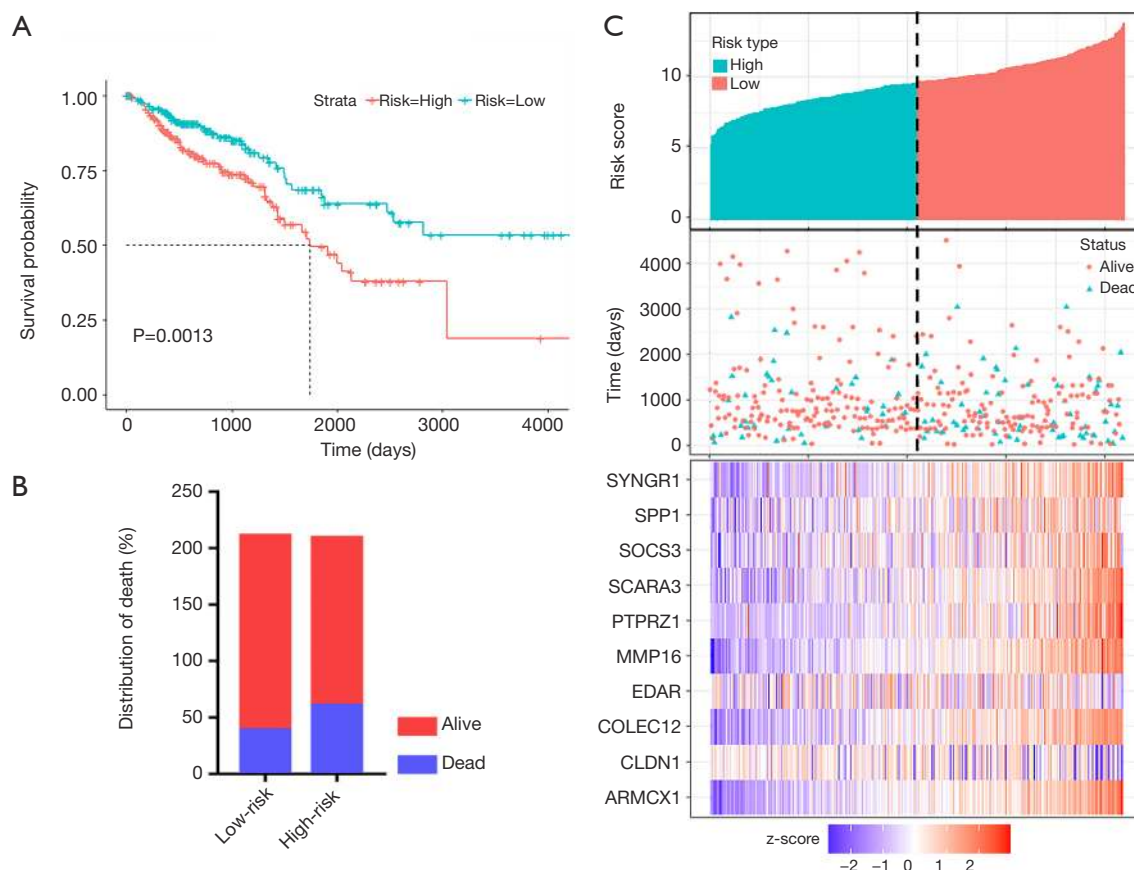 A
Strata Risk=High Risk=Low
1.00
0.75
0.50
0.25
0.00
Survival probability
P=0.0013
0 1000 2000 3000 4000
Time (days)
B
250
200
150
100
50
0
Distribution of death (%)
Alive
Dead
Low-risk
High-risk
C
Risk type
High
Low
10
5
0
Risk score
Status
Alive
Dead
4000
3000
2000
1000
0
Time (days)
SYNGR1
SPP1
SOCS3
SCARA3
PTPRZ1
MMP16
EDAR
COLEC12
CLDN1
ARMCX1
z-score
–2 –1 0 1 2